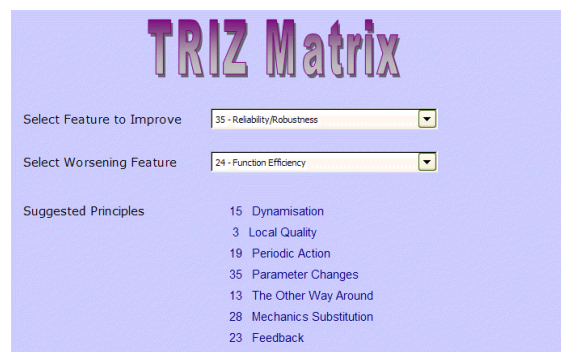 TRIZ Matrix
Select Feature to Improve 35 - Reliability/Robustness
Select Worsening Feature 24 - Function Efficiency
Suggested Principles 15 Dynamisation
3 Local Quality
19 Periodic Action
35 Parameter Changes
13 The Other Way Around
28 Mechanics Substitution
23 Feedback